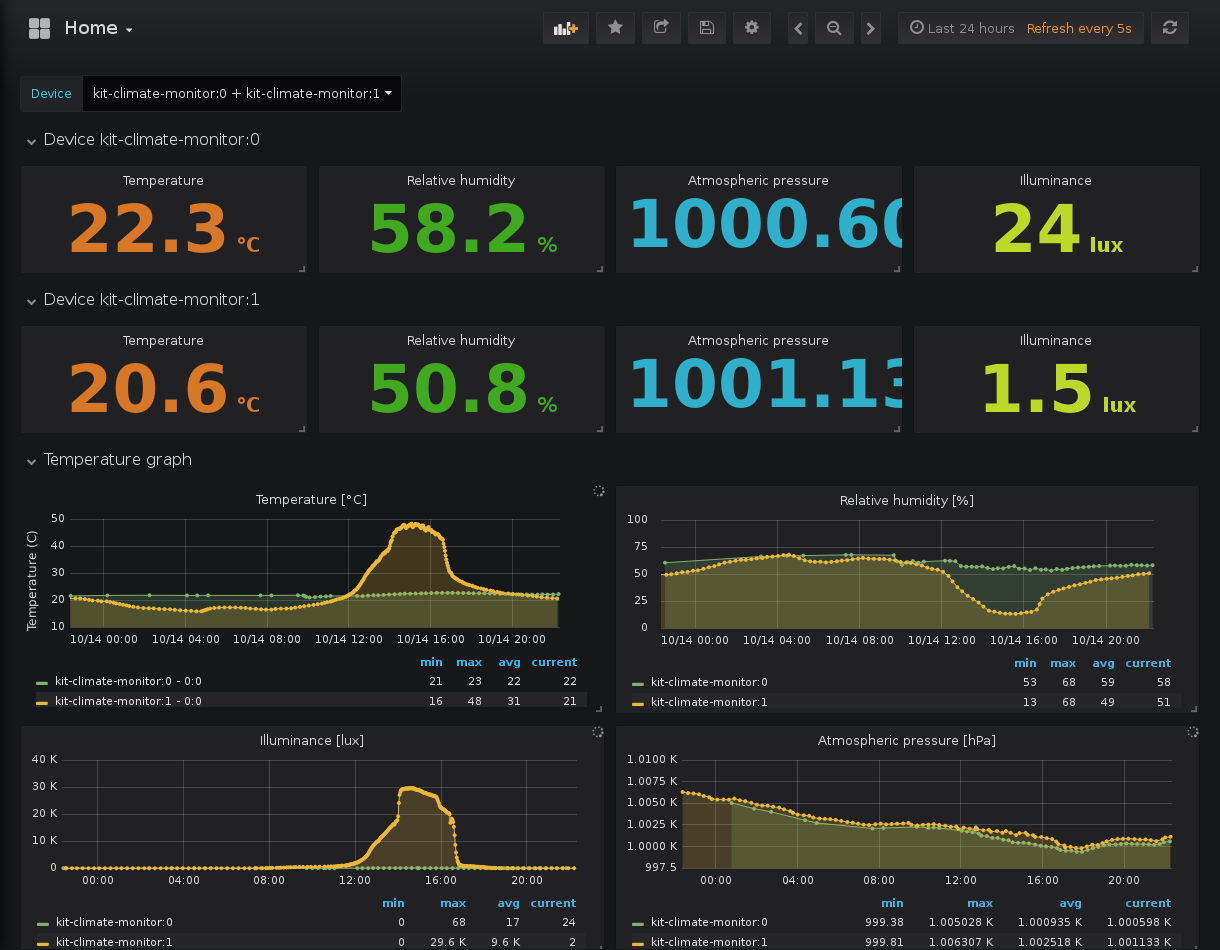 Home
Last 24 hours Refresh every 5s
Device kit-climate-monitor:0 + kit-climate-monitor:1
Device kit-climate-monitor:0
Temperature
22.3 °C
Relative humidity
58.2 %
Atmospheric pressure
1000.60
Illuminance
24 lux
Device kit-climate-monitor:1
Temperature
20.6 °C
Relative humidity
50.8 %
Atmospheric pressure
1001.13
Illuminance
1.5 lux
Temperature graph
Temperature [°C]
Temperature (C)
50
40
30
20
10
10/14 00:00 10/14 04:00 10/14 08:00 10/14 12:00 10/14 16:00 10/14 20:00
min max avg current
kit-climate-monitor:0 - 0:0 21 23 22 22
kit-climate-monitor:1 - 0:0 16 48 31 21
Relative humidity [%]
100
75
50
25
0
10/14 00:00 10/14 04:00 10/14 08:00 10/14 12:00 10/14 16:00 10/14 20:00
min max avg current
kit-climate-monitor:0 53 68 59 58
kit-climate-monitor:1 13 68 49 51
Illuminance [lux]
40 K
30 K
20 K
10 K
0
00:00 04:00 08:00 12:00 16:00 20:00
min max avg current
kit-climate-monitor:0 0 68 17 24
kit-climate-monitor:1 0 29.6 K 9.6 K 2
Atmospheric pressure [hPa]
1.0100 K
1.0075 K
1.0050 K
1.0025 K
1.0000 K
997.5
00:00 04:00 08:00 12:00 16:00 20:00
min max avg current
kit-climate-monitor:0 999.38 1.005028 K 1.000935 K 1.000598 K
kit-climate-monitor:1 999.81 1.006307 K 1.002518 K 1.001133 K